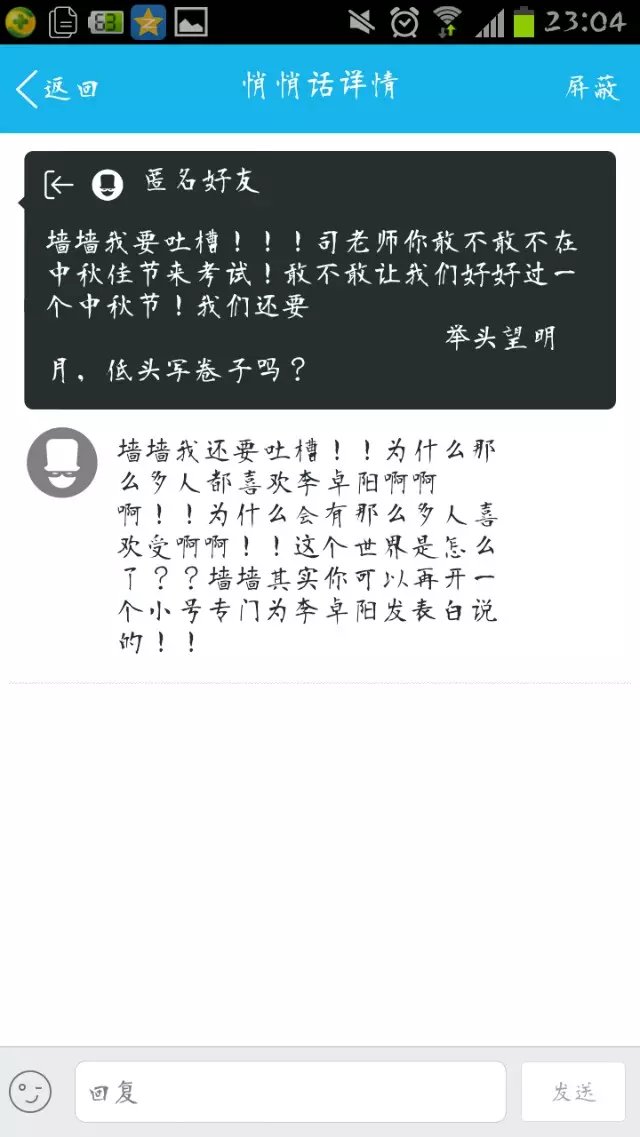 83
23:04
返回
悄悄话详情
屏蔽
匿名好友
墙墙我要吐槽！！！司老师你敢不敢不在
中秋佳节来考试！敢不敢让我们好好过一
个中秋节！我们还要
举头望明
月，低头写卷子吗？
墙墙我还要吐槽！！为什么那
么多人都喜欢李卓阳啊啊
啊！！为什么会有那么多人喜
欢受啊啊！！这个世界是怎么
了？？墙墙其实你可以再开一
个小号专门为李卓阳发表白说
的！！
回复
发送